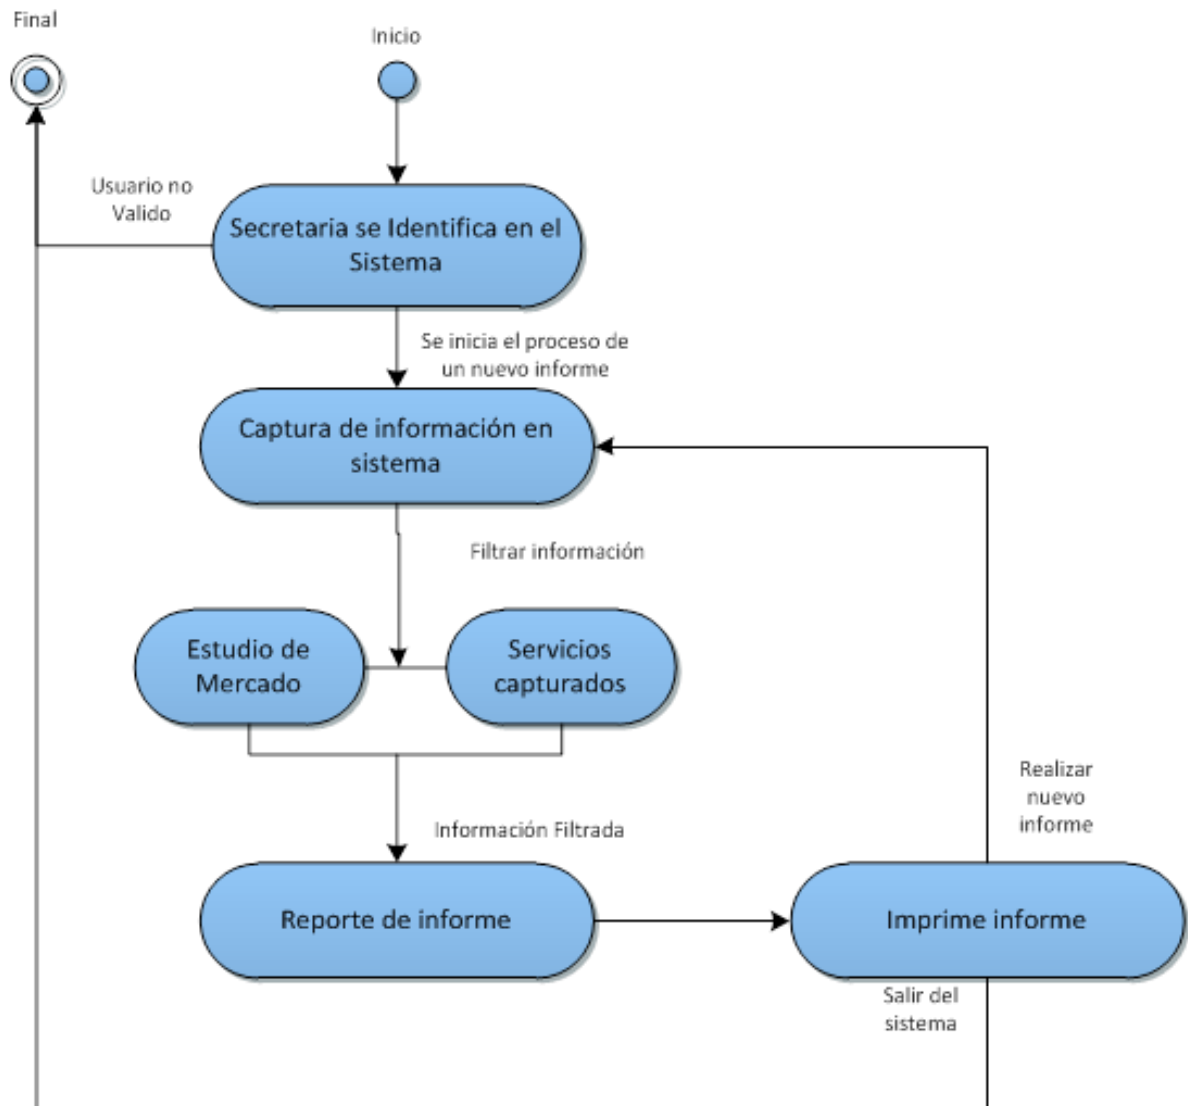 Final
Inicio
Usuario no
Valido
Secretaria se Identifica en el
Sistema
Se inicia el proceso de
un nuevo informe
Captura de información en
sistema
Filtrar información
Estudio de
Mercado
Servicios
capturados
Realizar
nuevo
informe
Información Filtrada
Reporte de informe
Imprime informe
Salir del
sistema